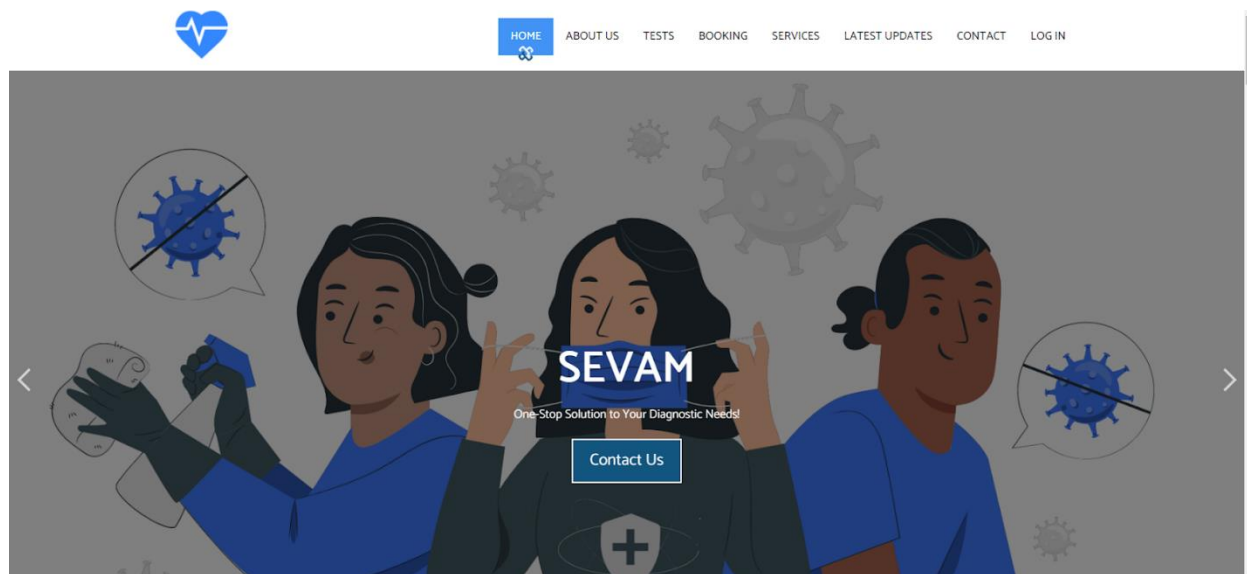 HOME ABOUT US TESTS BOOKING SERVICES LATEST UPDATES CONTACT LOG IN
SEVAM
One-Stop Solution to Your Diagnostic Needs!
Contact Us